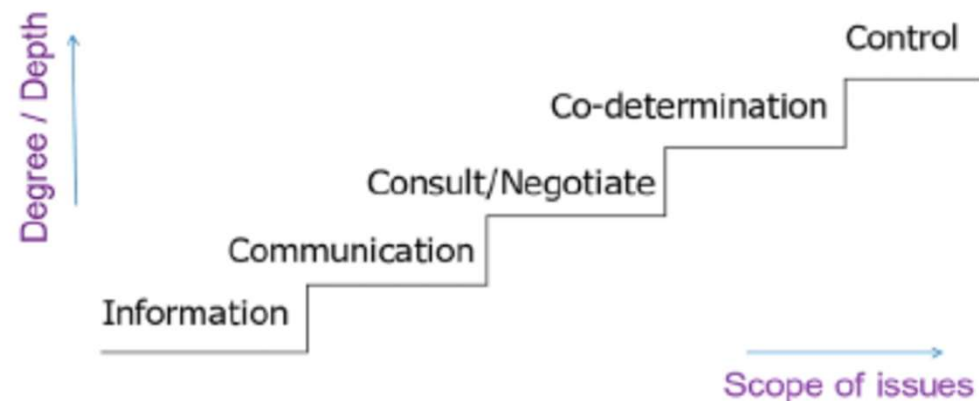 Control
Degree / Depth
Co-determination
Consult/Negotiate
Communication
Information
Scope of issues